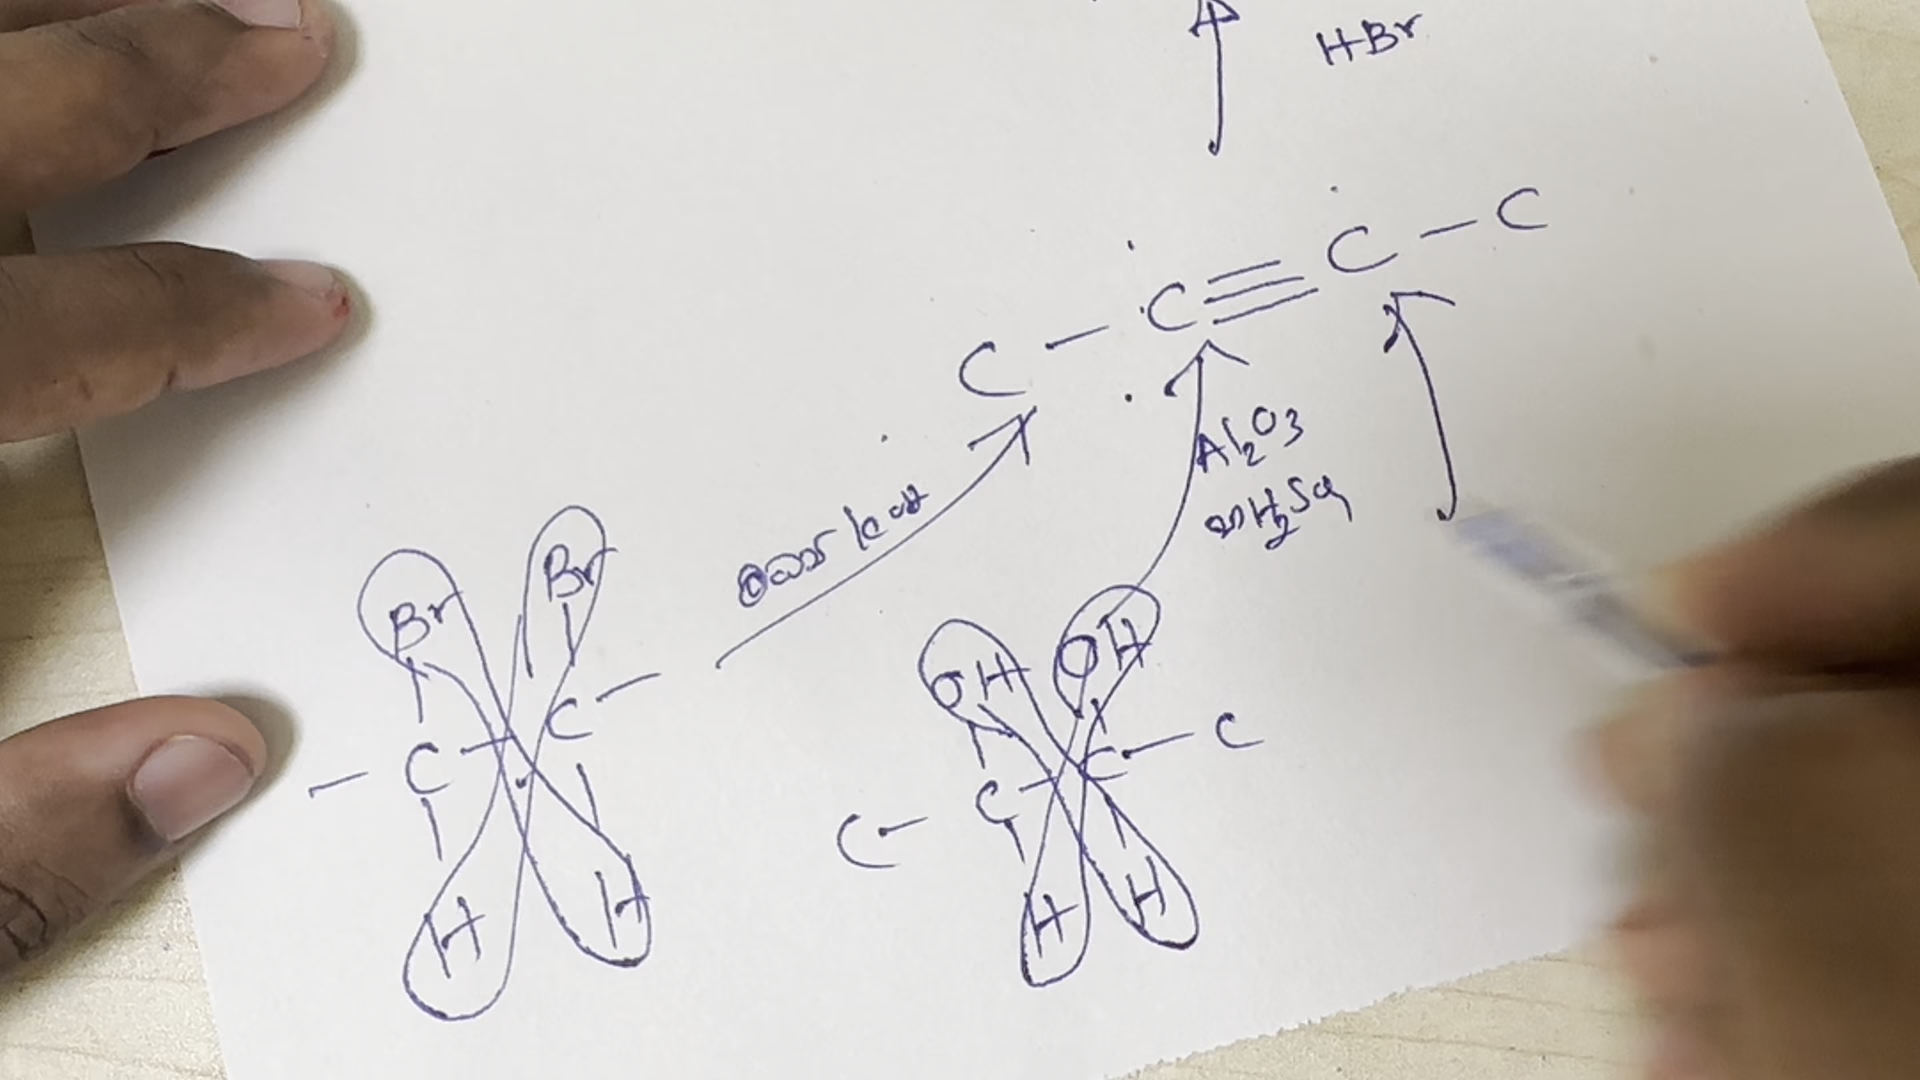 HBr
C - C ≡ C - C
Al2O3
H2SO4
Br Br
- C - C -
H H
OH OH
C - C - C - C
H H